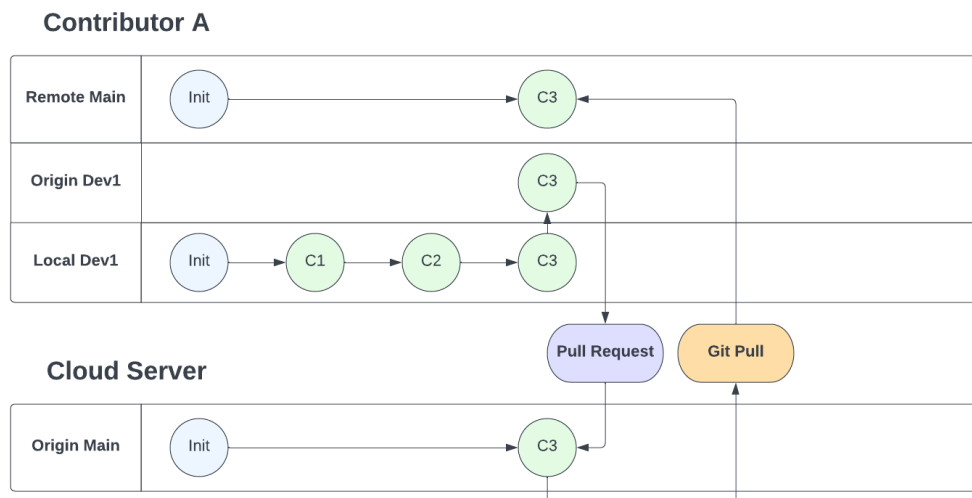 Contributor A
Remote Main
Init
C3
Origin Dev1
C3
Local Dev1
Init
C1
C2
C3
Pull Request
Git Pull
Cloud Server
Origin Main
Init
C3